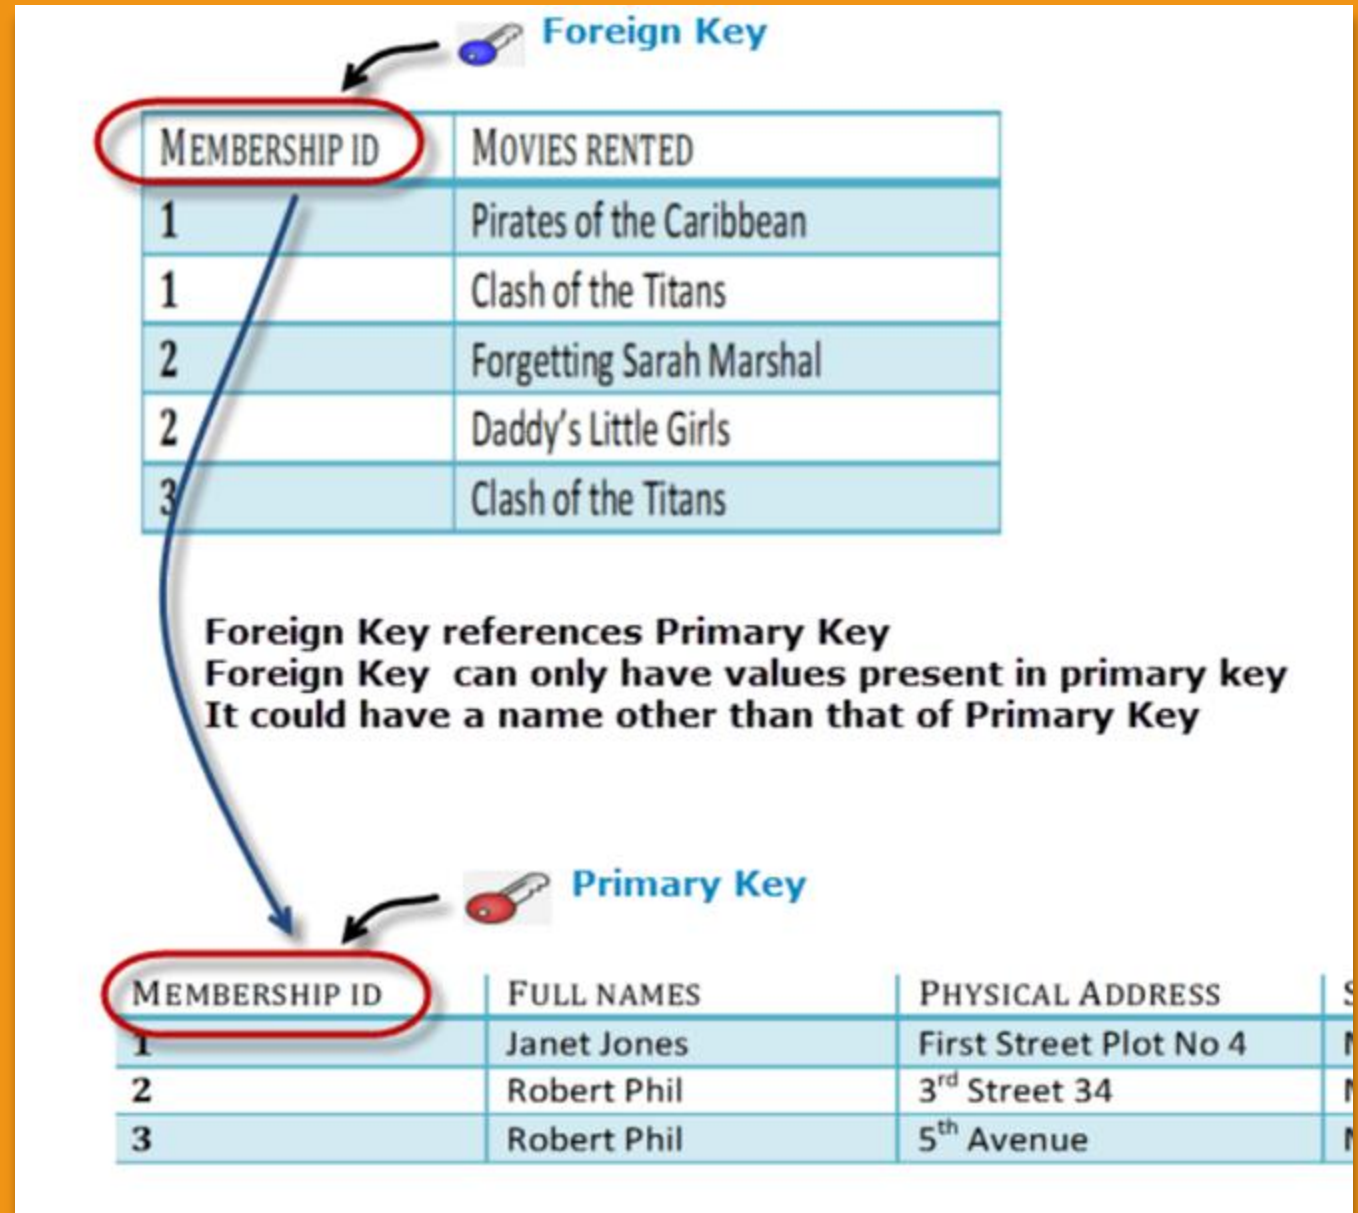 Foreign Key
MEMBERSHIP ID MOVIES RENTED
1 Pirates of the Caribbean
1 Clash of the Titans
2 Forgetting Sarah Marshal
2 Daddy's Little Girls
3 Clash of the Titans
Foreign Key references Primary Key
Foreign Key can only have values present in primary key
It could have a name other than that of Primary Key
Primary Key
MEMBERSHIP ID FULL NAMES PHYSICAL ADDRESS
1 Janet Jones First Street Plot No 4
2 Robert Phil 3rd Street 34
3 Robert Phil 5th Avenue